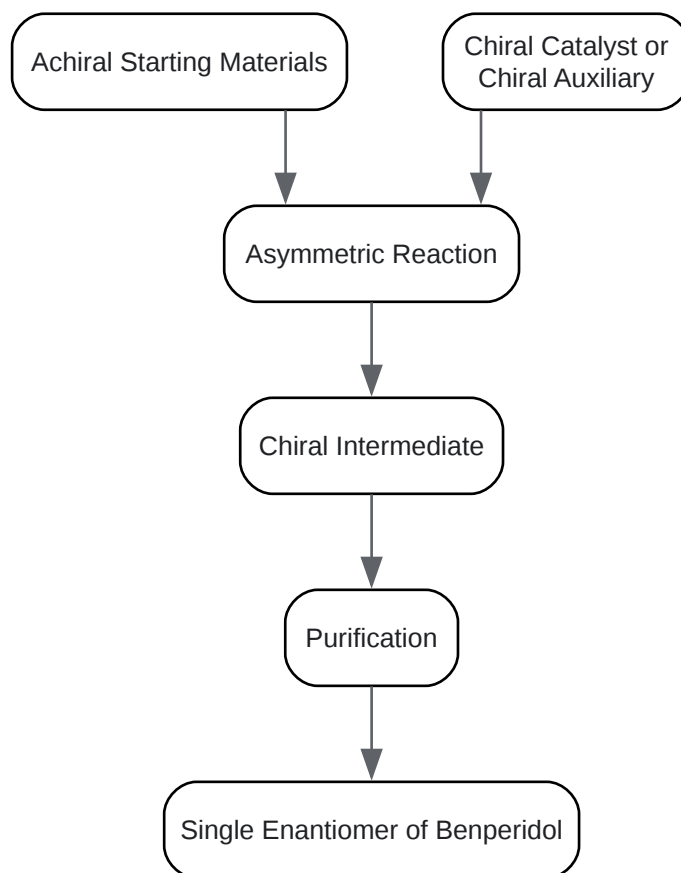 Achiral Starting Materials
Chiral Catalyst or
Chiral Auxiliary
Asymmetric Reaction
Chiral Intermediate
Purification
Single Enantiomer of Benperidol